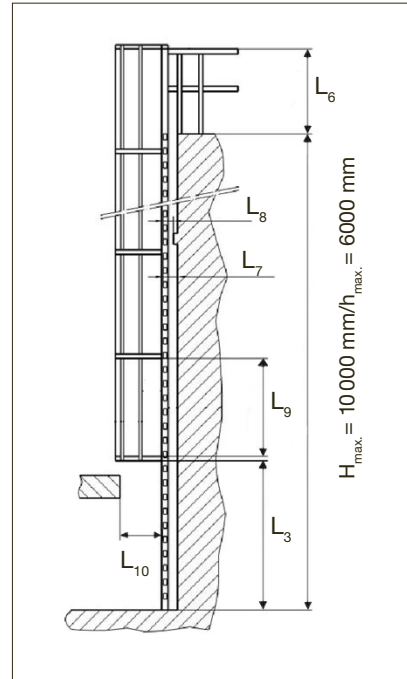 L₆
L₈
L₇
L₉
L₃
L₁₀
Hₘₐₓ. = 10 000 mm/hₘₐₓ. = 6000 mm